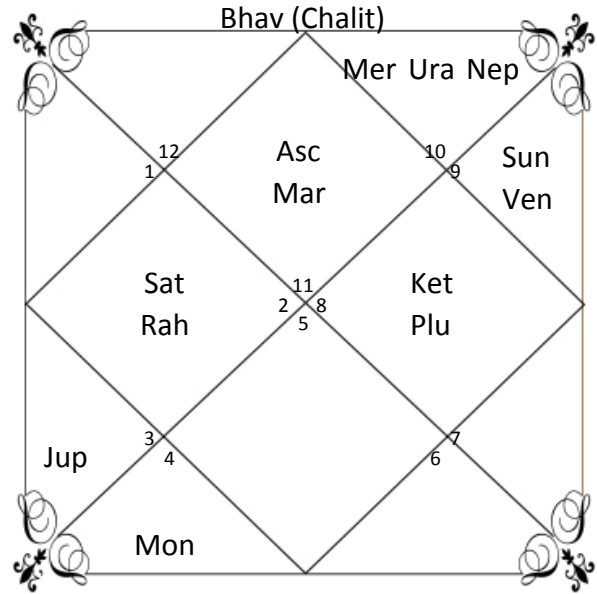 Bhav (Chalit)
Mer Ura Nep
12
1
Asc
Mar
10
9
Sun
Ven
Sat
Rah
11
2 8
5
Ket
Plu
3
4
Jup
7
6
Mon